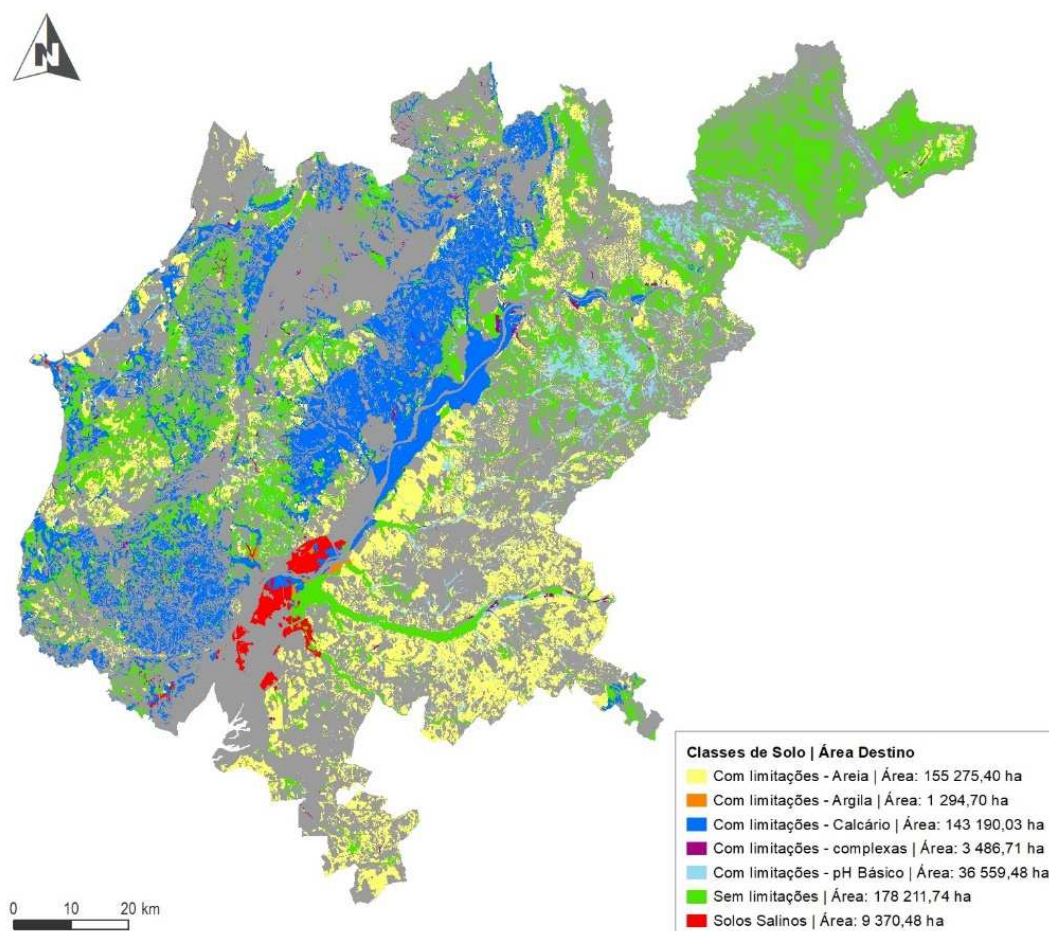 N
Classes de Solo | Área Destino
Com limitações - Areia | Área: 155 275,40 ha
Com limitações - Argila | Área: 1 294,70 ha
Com limitações - Calcário | Área: 143 190,03 ha
Com limitações - complexas | Área: 3 486,71 ha
Com limitações - pH Básico | Área: 36 559,48 ha
Sem limitações | Área: 178 211,74 ha
Solos Salinos | Área: 9 370,48 ha
0 10 20 km